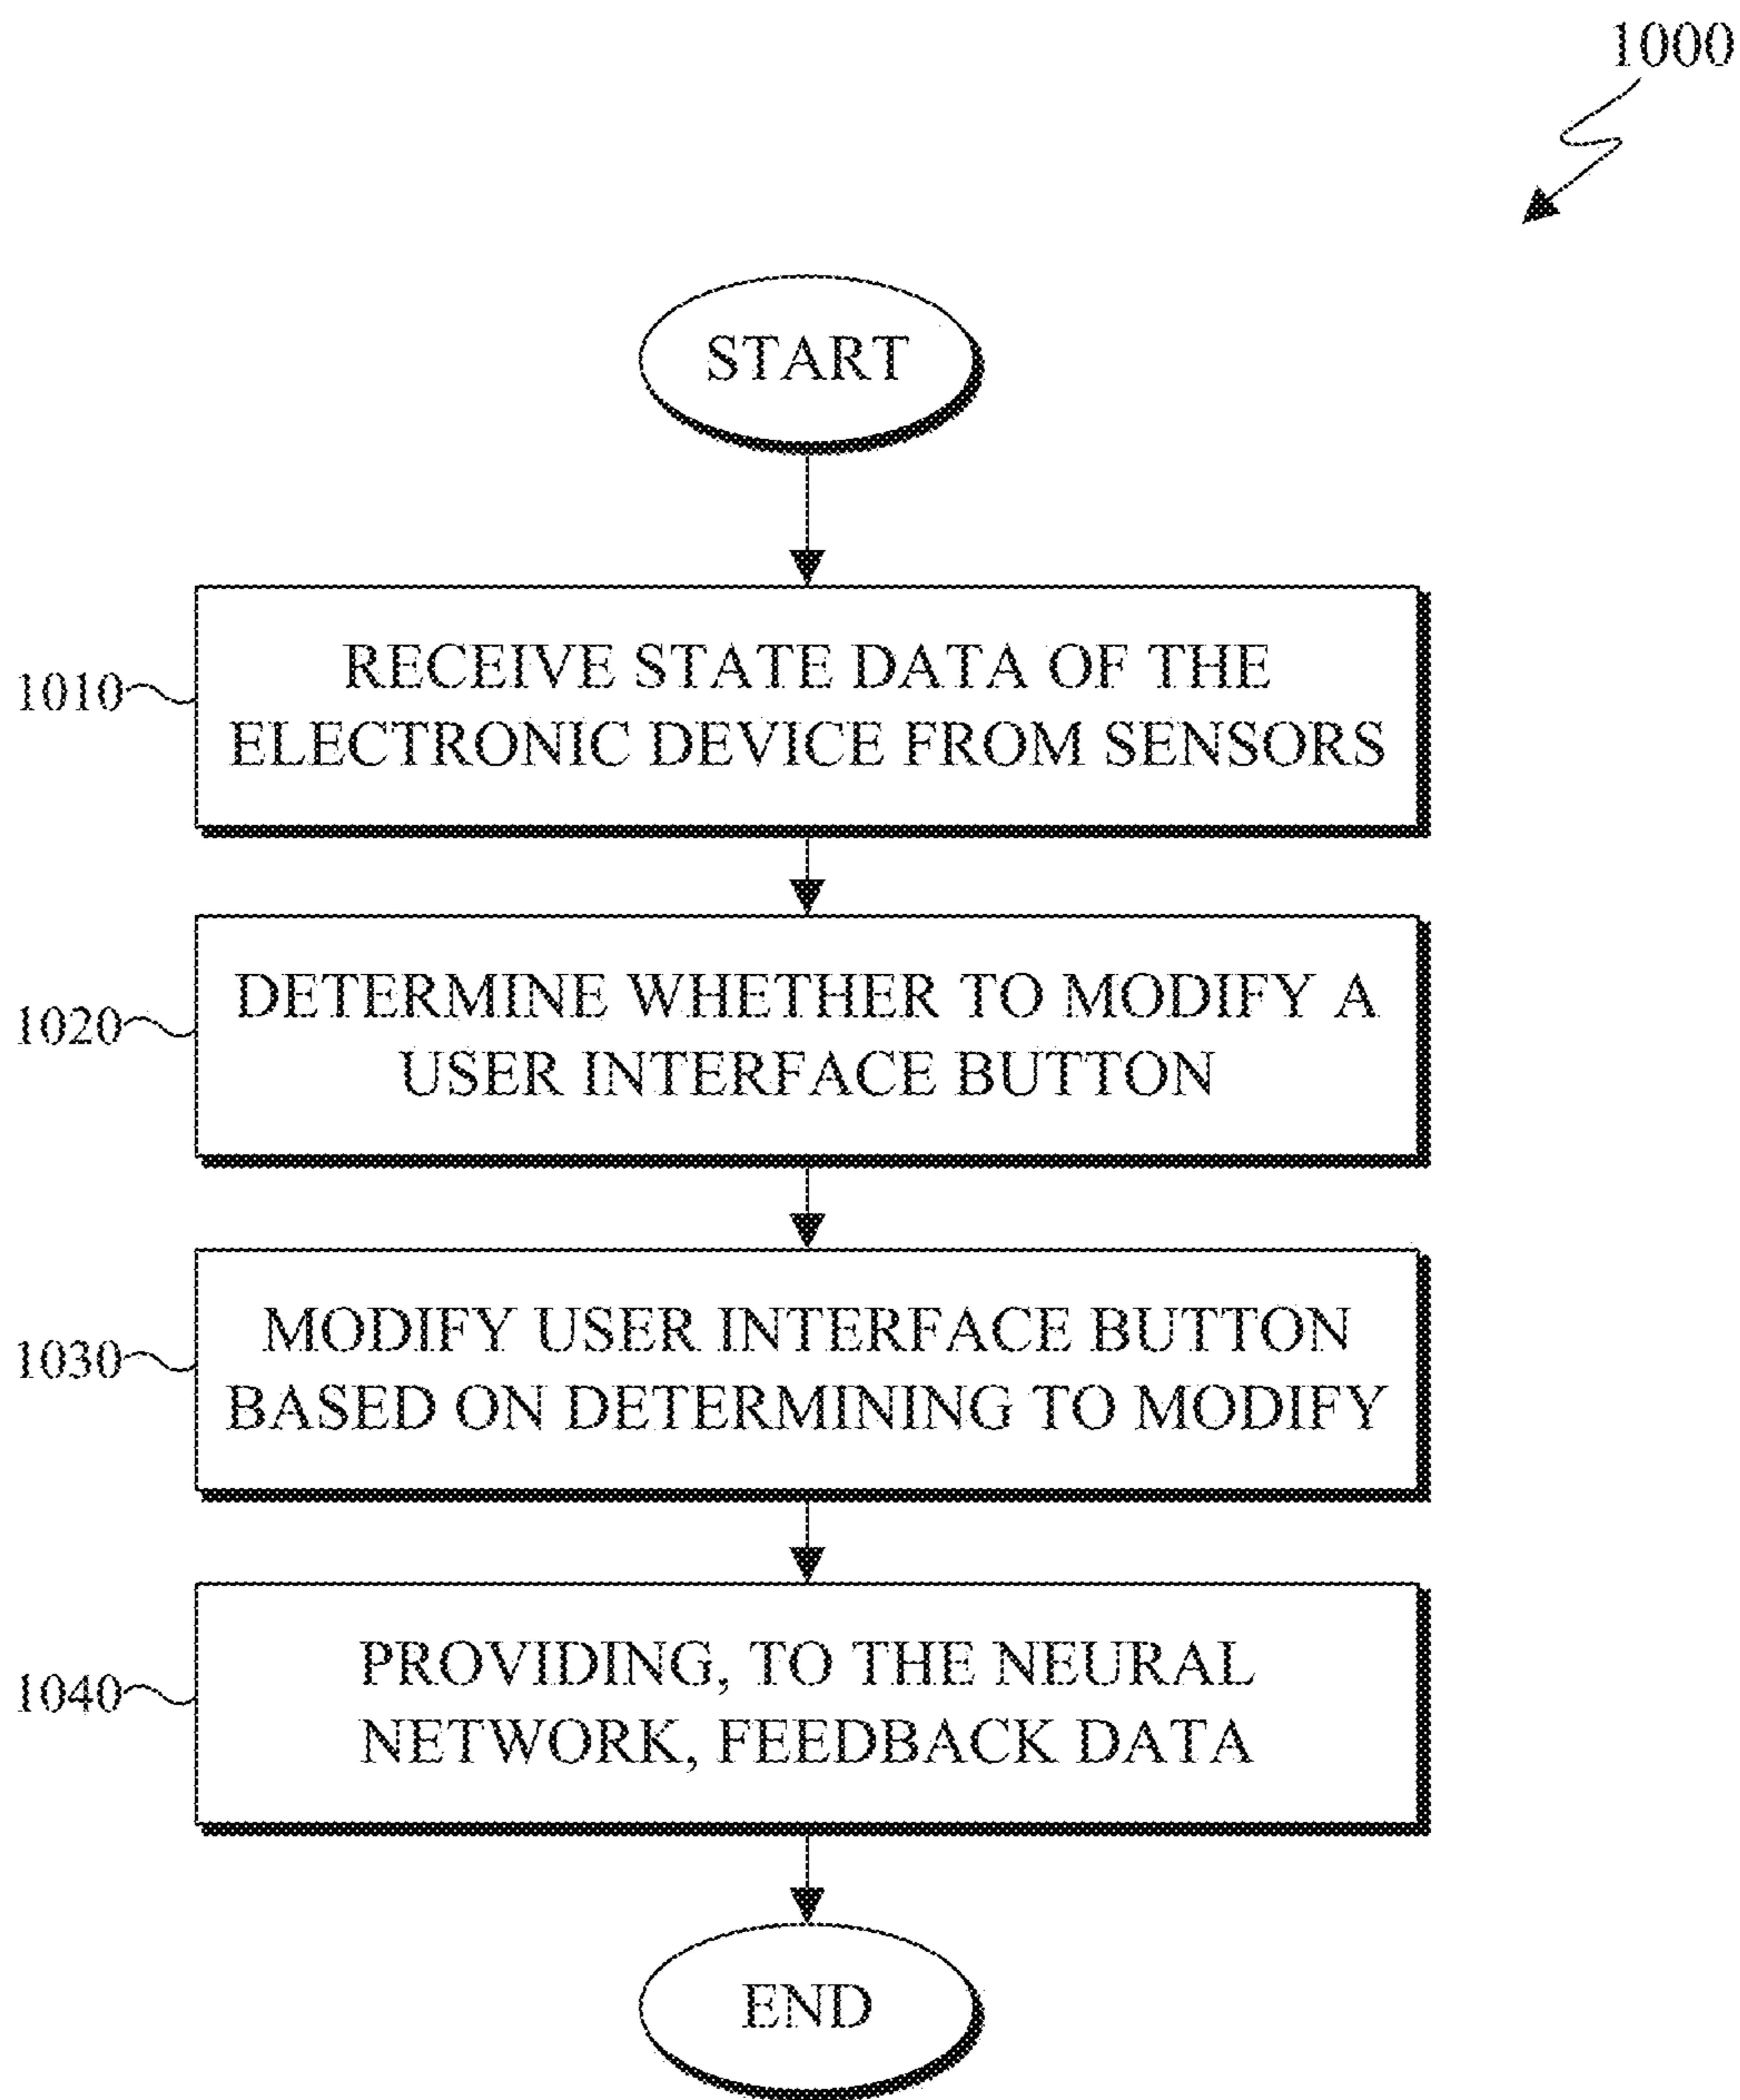 1000
START
1010
RECEIVE STATE DATA OF THE
ELECTRONIC DEVICE FROM SENSORS
1020
DETERMINE WHETHER TO MODIFY A
USER INTERFACE BUTTON
1030
MODIFY USER INTERFACE BUTTON
BASED ON DETERMINING TO MODIFY
1040
PROVIDING, TO THE NEURAL
NETWORK, FEEDBACK DATA
END